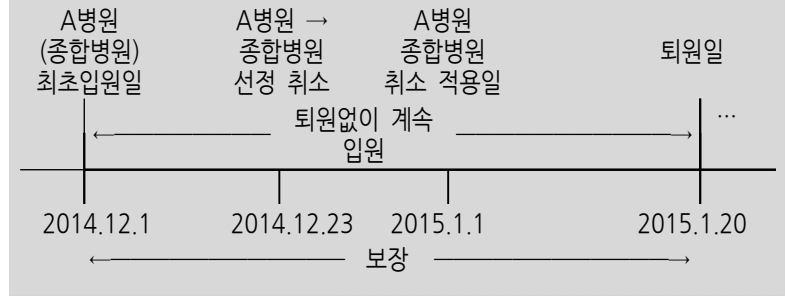 A병원
(종합병원)
최초입원일
A병원 →
종합병원
선정 취소
A병원
종합병원
취소 적용일
퇴원일
퇴원없이 계속
입원
…
2014.12.1
2014.12.23
2015.1.1
2015.1.20
보장